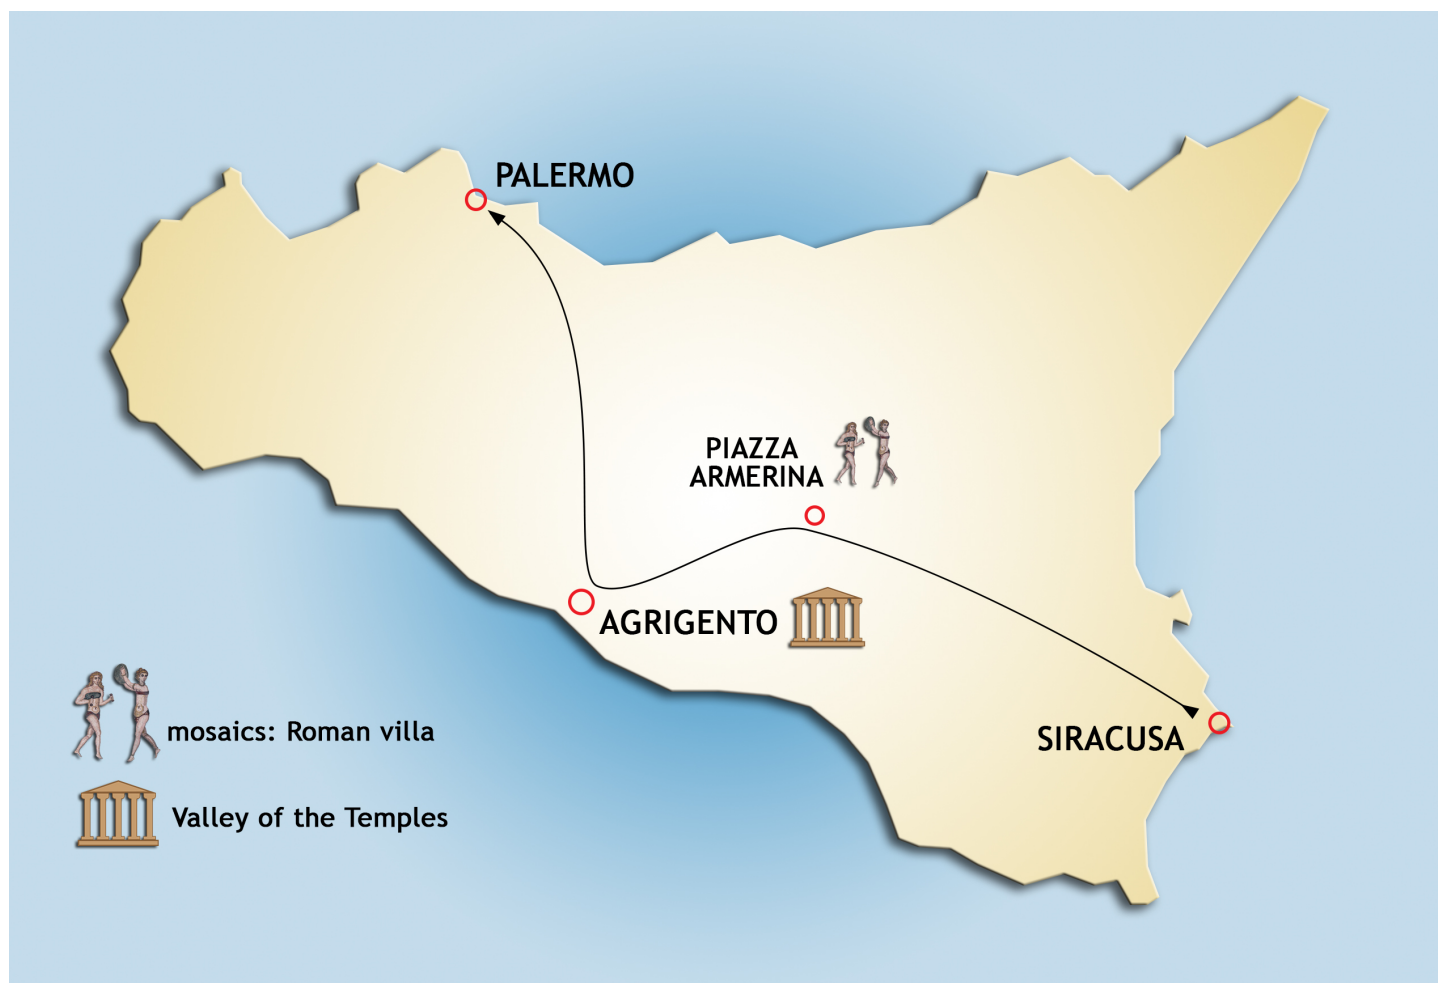 PALERMO
PIAZZA
ARMERINA
AGRIGENTO
SIRACUSA
mosaics: Roman villa
Valley of the Temples